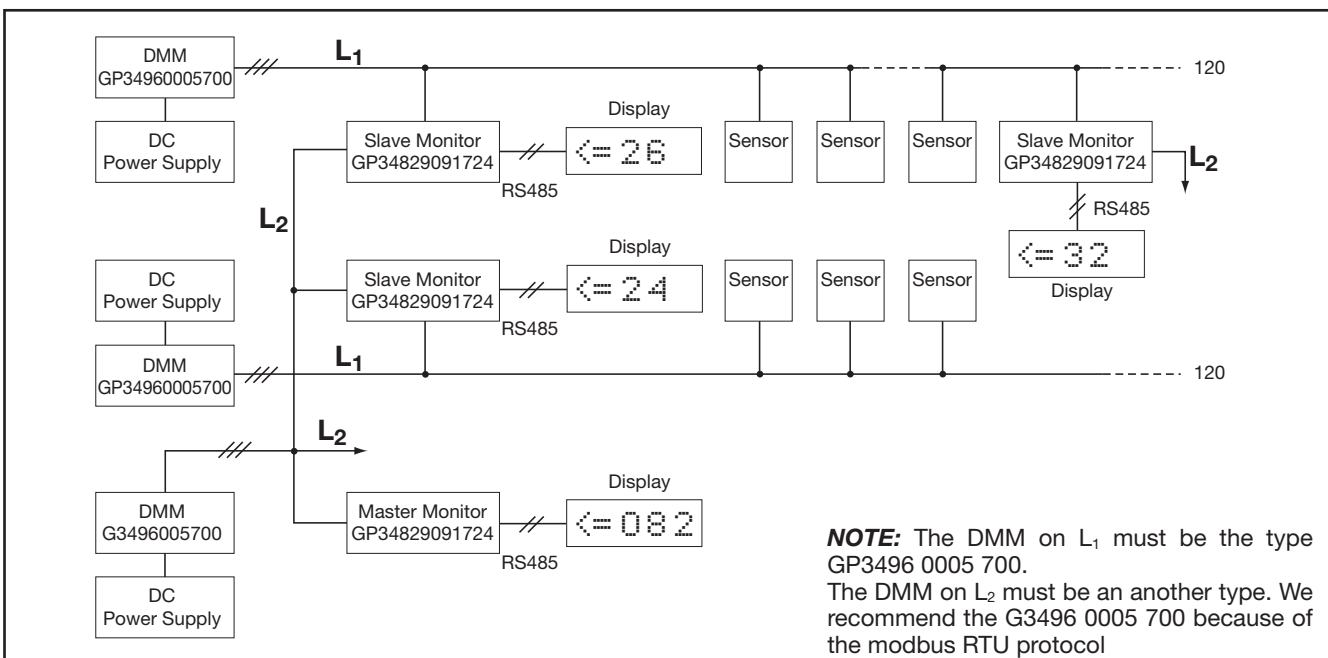 DMM
GP34960005700
L1
120
DC
Power Supply
Slave Monitor
GP34829091724
RS485
Display
<=26
Sensor
Sensor
Sensor
Slave Monitor
GP34829091724
L2
RS485
<=32
Display
L2
DC
Power Supply
Slave Monitor
GP34829091724
RS485
Display
<=24
Sensor
Sensor
Sensor
DMM
GP34960005700
L1
120
L2
DMM
G3496005700
DC
Power Supply
Master Monitor
GP34829091724
RS485
Display
<=082
NOTE: The DMM on L1 must be the type
GP3496 0005 700.
The DMM on L2 must be an another type. We
recommend the G3496 0005 700 because of
the modbus RTU protocol